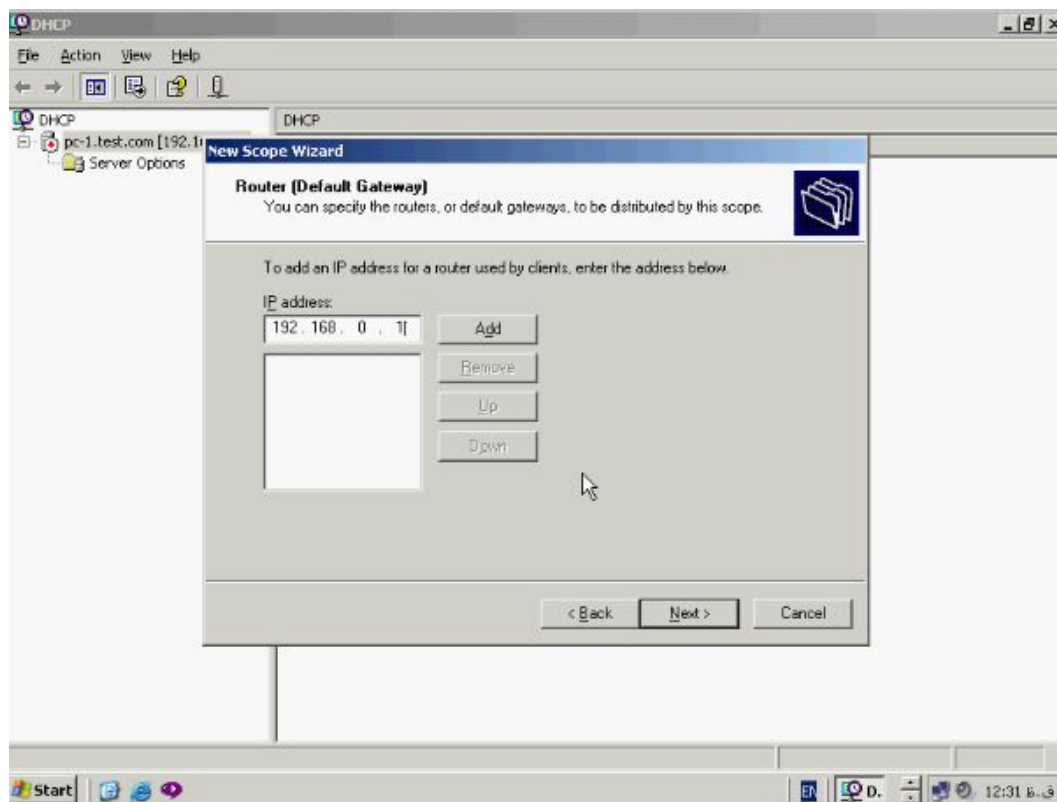 DHCP
File Action View Help
DHCP
DHCP
pc-1.test.com [192.1
Server Options
New Scope Wizard
Router (Default Gateway)
You can specify the routers, or default gateways, to be distributed by this scope.
To add an IP address for a router used by clients, enter the address below.
IP address:
192 . 168 . 0 . 1
Add
Remove
Up
Down
< Back Next > Cancel
Start
EN
D.
12:31 ق.ظ